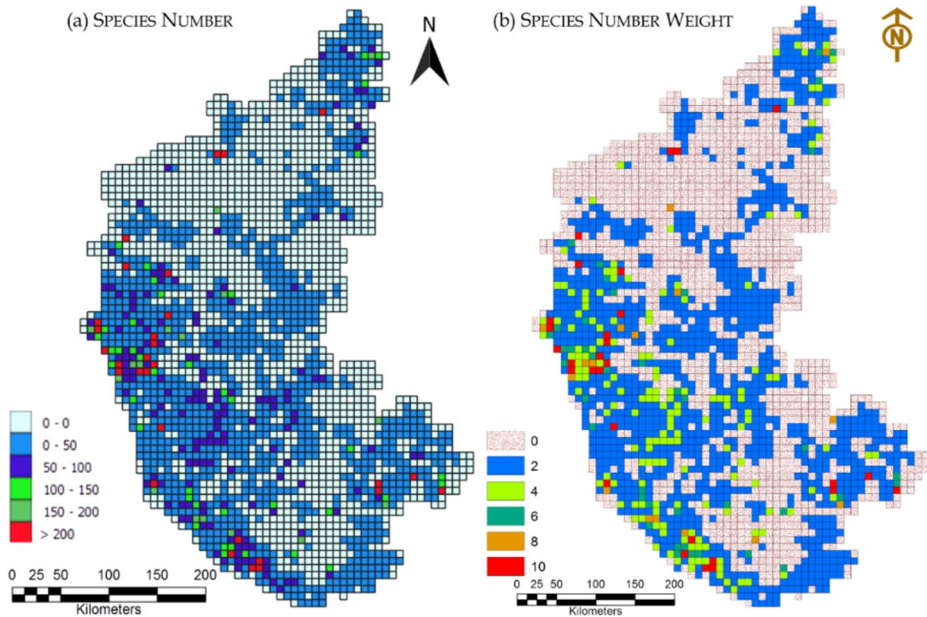 (a) SPECIES NUMBER
N
(b) SPECIES NUMBER WEIGHT
N
0 - 0
0 - 50
50 - 100
100 - 150
150 - 200
> 200
0
2
4
6
8
10
0 25 50 100 150 200
Kilometers
0 25 50 100 150 200
Kilometers